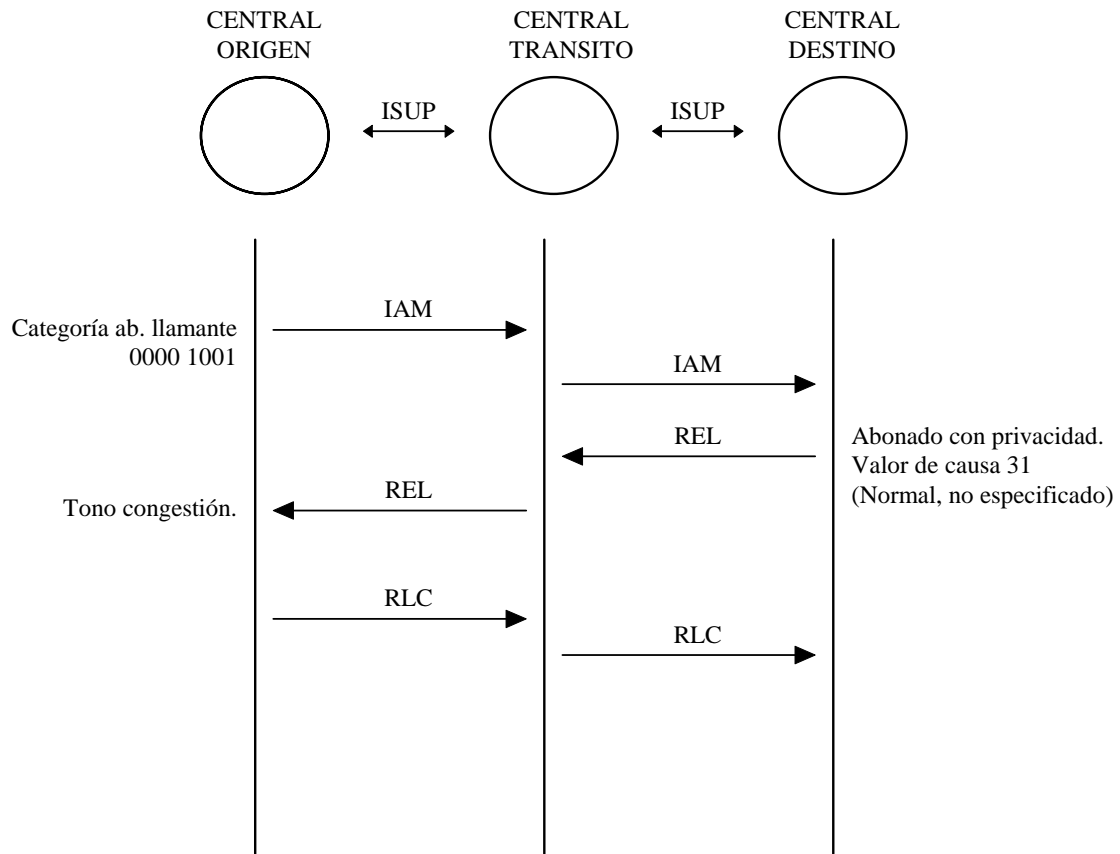 CENTRAL
ORIGEN
CENTRAL
TRANSITO
CENTRAL
DESTINO
ISUP
ISUP
IAM
Categoría ab. llamante
0000 1001
IAM
REL
Abonado con privacidad.
Valor de causa 31
(Normal, no especificado)
REL
Tono congestión.
RLC
RLC